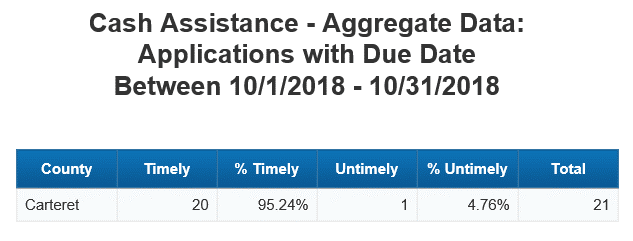 Cash Assistance - Aggregate Data:
Applications with Due Date
Between 10/1/2018 - 10/31/2018
County Timely % Timely Untimely % Untimely Total
Carteret 20 95.24% 1 4.76% 21